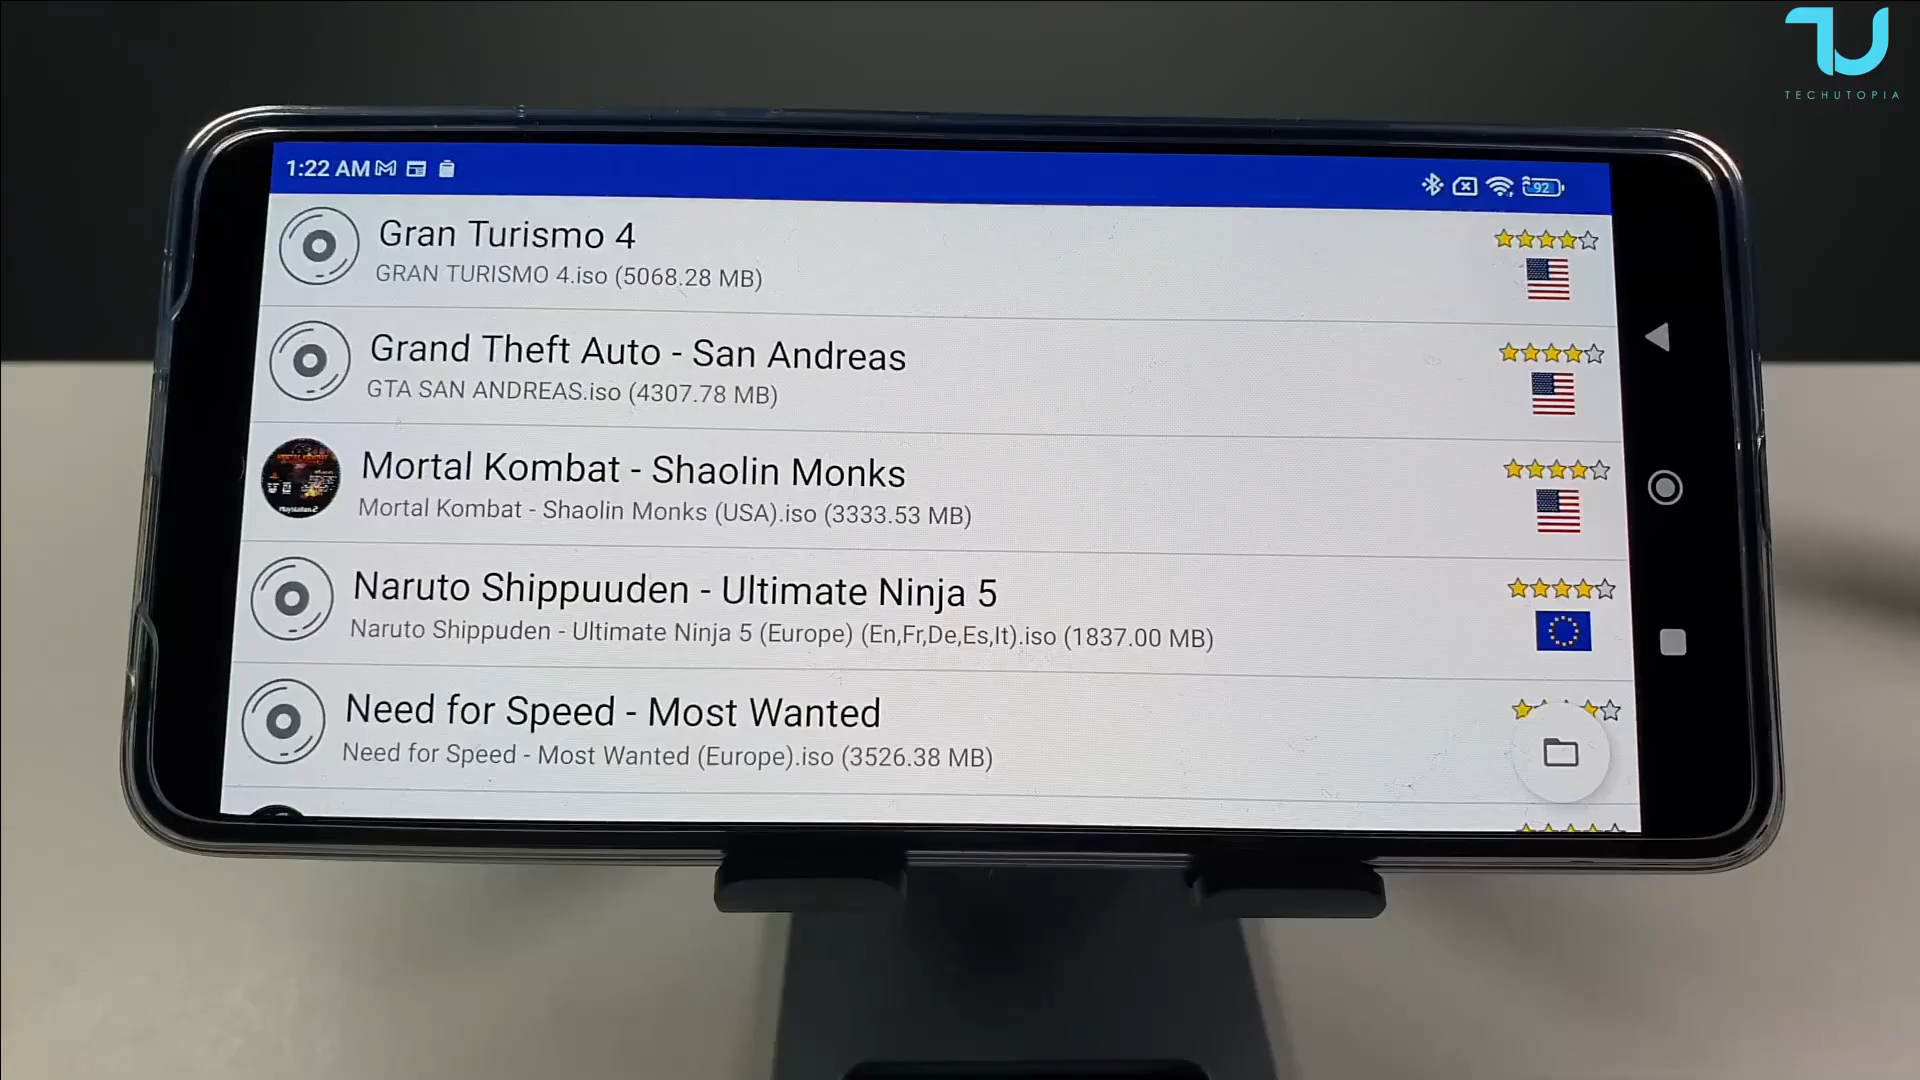 TECHUTOPIA
1:22 AM
92
Gran Turismo 4
GRAN TURISMO 4.iso (5068.28 MB)
Grand Theft Auto - San Andreas
GTA SAN ANDREAS.iso (4307.78 MB)
Mortal Kombat - Shaolin Monks
Mortal Kombat - Shaolin Monks (USA).iso (3333.53 MB)
Naruto Shippuuden - Ultimate Ninja 5
Naruto Shippuden - Ultimate Ninja 5 (Europe) (En,Fr,De,Es,It).iso (1837.00 MB)
Need for Speed - Most Wanted
Need for Speed - Most Wanted (Europe).iso (3526.38 MB)